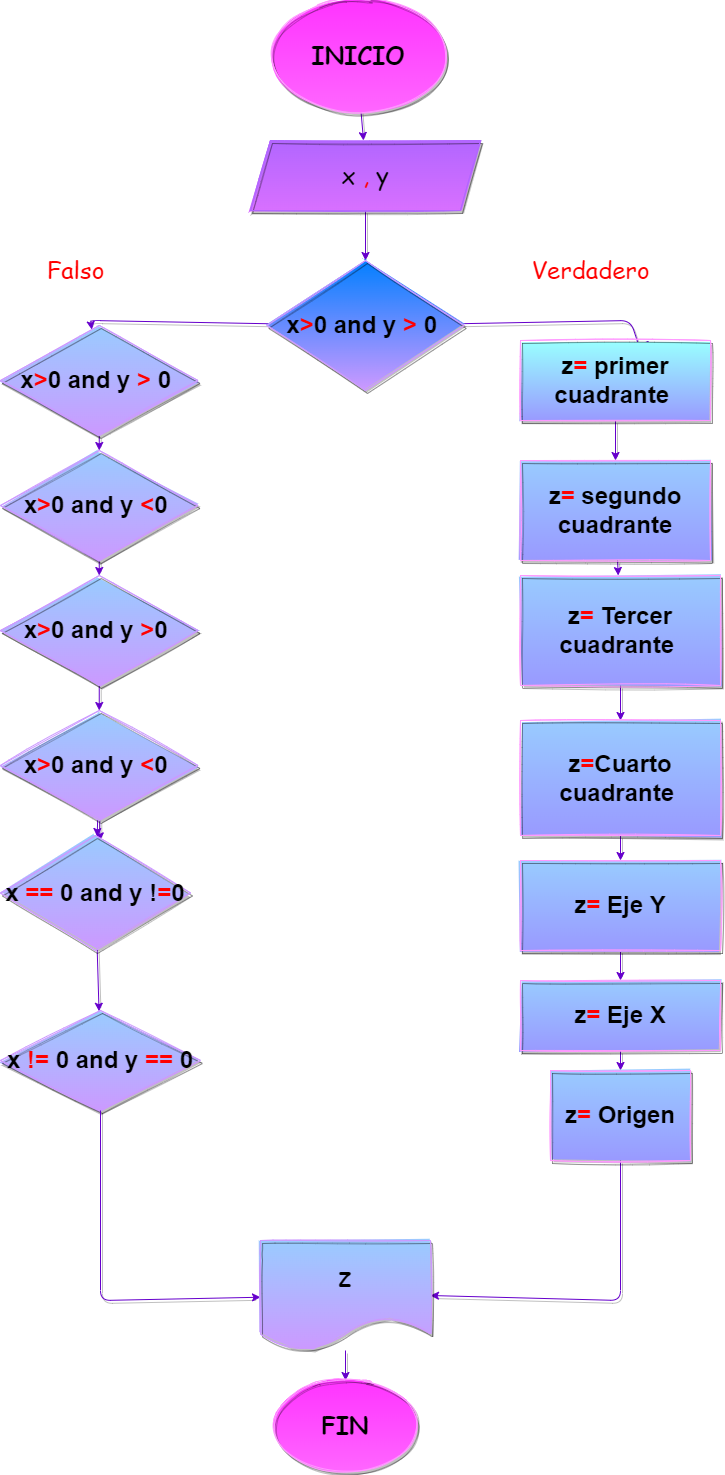 INICIO
x , y
Falso
Verdadero
x>0 and y > 0
x>0 and y > 0
x>0 and y <0
x>0 and y >0
x>0 and y <0
x == 0 and y !=0
x != 0 and y == 0
z= primer
cuadrante
z= segundo
cuadrante
z= Tercer
cuadrante
z=Cuarto
cuadrante
z= Eje Y
z= Eje X
z= Origen
z
FIN